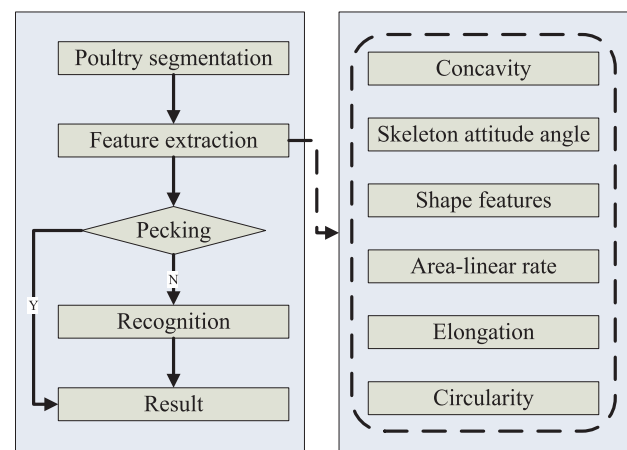 Poultry segmentation
Feature extraction
Pecking
N
Y
Recognition
Result
Concavity
Skeleton attitude angle
Shape features
Area-linear rate
Elongation
Circularity